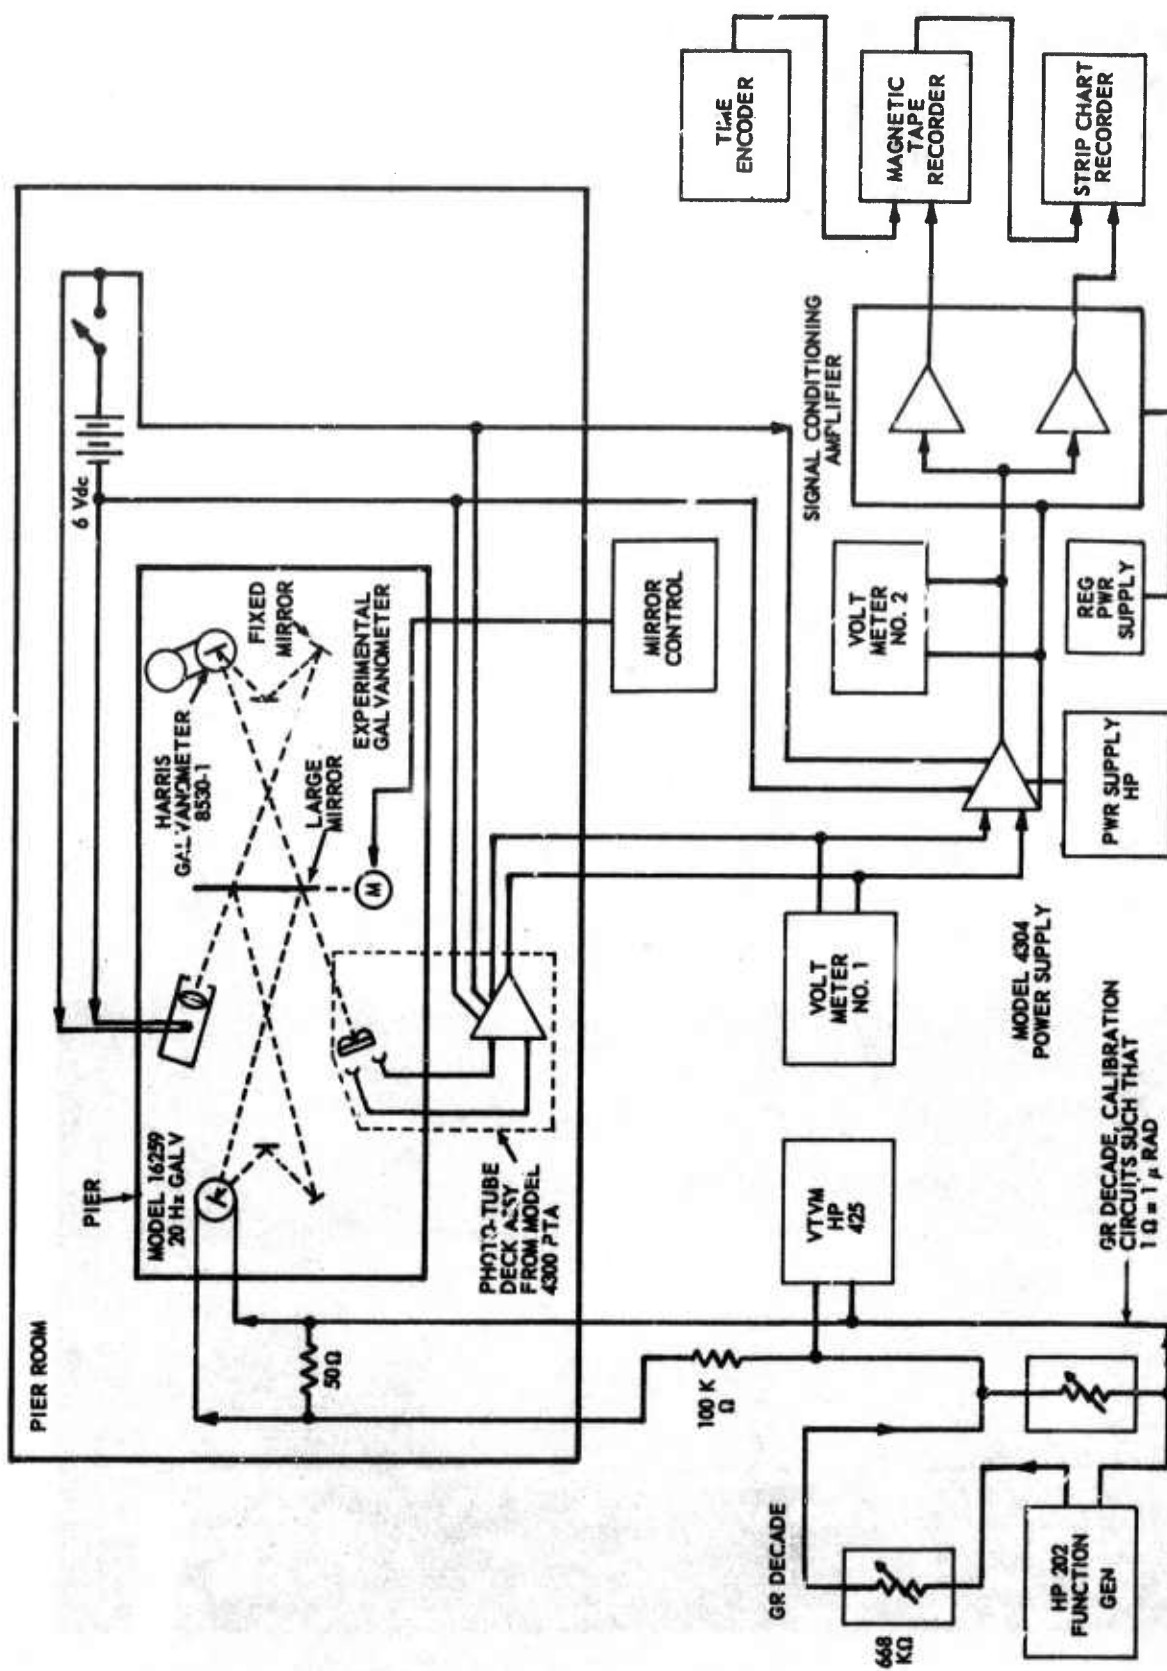 PIER ROOM
PIER
MODEL 16259
20 Hz GALV
6 Vdc
HARRIS
GALVANOMETER
8530-1
FIXED
MIRROR
LARGE
MIRROR
EXPERIMENTAL
GALVANOMETER
M
PHOTO-TUBE
DECK ASY
FROM MODEL
4300 PTA
50Ω
100 K
Ω
MIRROR
CONTROL
TIME
ENCODER
MAGNETIC
TAPE
RECORDER
STRIP CHART
RECORDER
SIGNAL CONDITIONING
AMPLIFIER
VOLT
METER
NO. 2
REG
PWR
SUPPLY
PWR SUPPLY
HP
VOLT
METER
NO. 1
MODEL 4304
POWER SUPPLY
VTVM
HP
425
GR DECADE, CALIBRATION
CIRCUITS SUCH THAT
1 Ω = 1 μ RAD
GR DECADE
668
KΩ
HP 202
FUNCTION
GEN